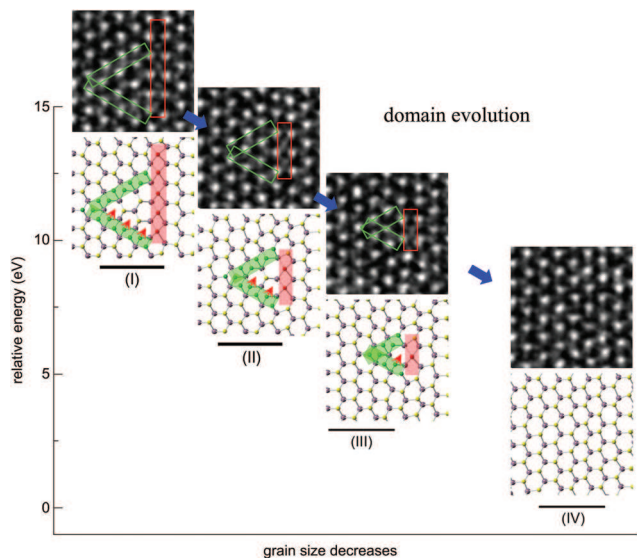 domain evolution
15
10
5
0
relative energy (eV)
(I)
(II)
(III)
(IV)
grain size decreases